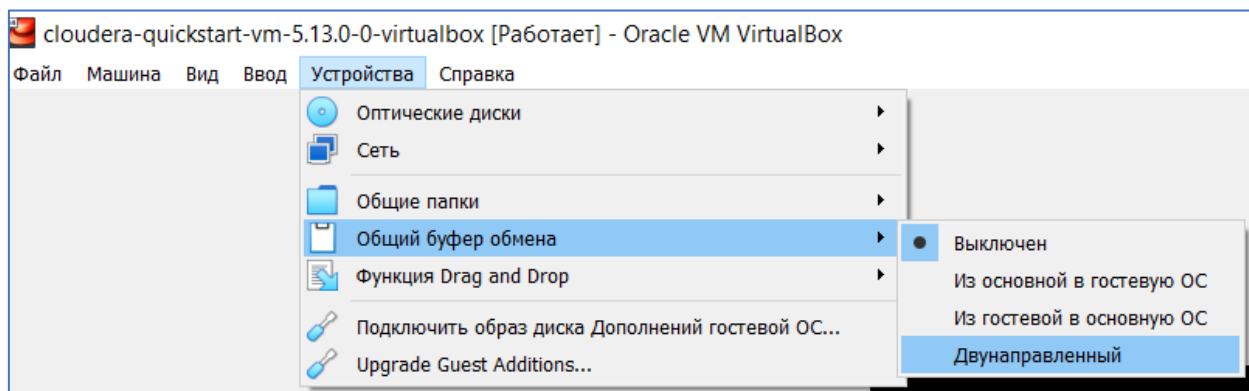 cloudera-quickstart-vm-5.13.0-0-virtualbox [Работает] - Oracle VM VirtualBox
Файл Машина Вид Ввод Устройства Справка
Оптические диски
Сеть
Общие папки
Общий буфер обмена
Функция Drag and Drop
Подключить образ диска Дополнений гостевой ОС...
Upgrade Guest Additions...
Выключен
Из основной в гостевую ОС
Из гостевой в основную ОС
Двунаправленный